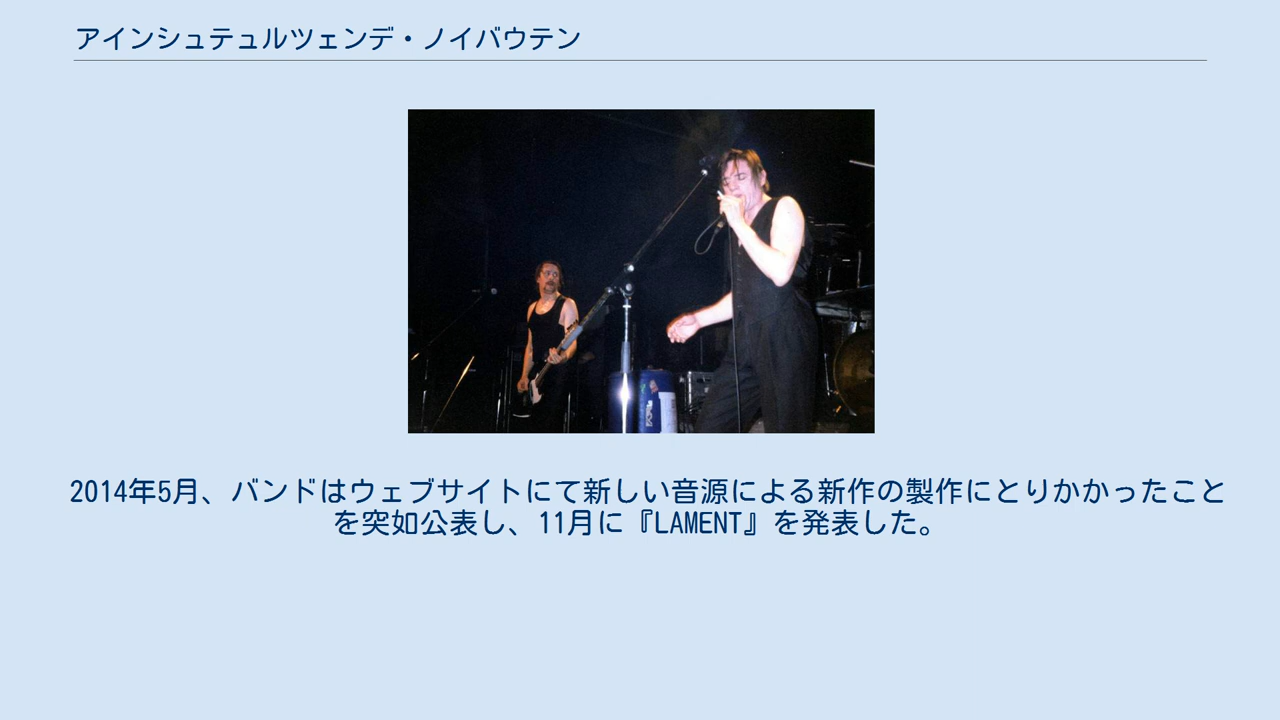 アインシュテュルツェンデ・ノイバウテン
2014年5月、バンドはウェブサイトにて新しい音源による新作の製作にとりかかったこと
を突如公表し、11月に『LAMENT』を発表した。